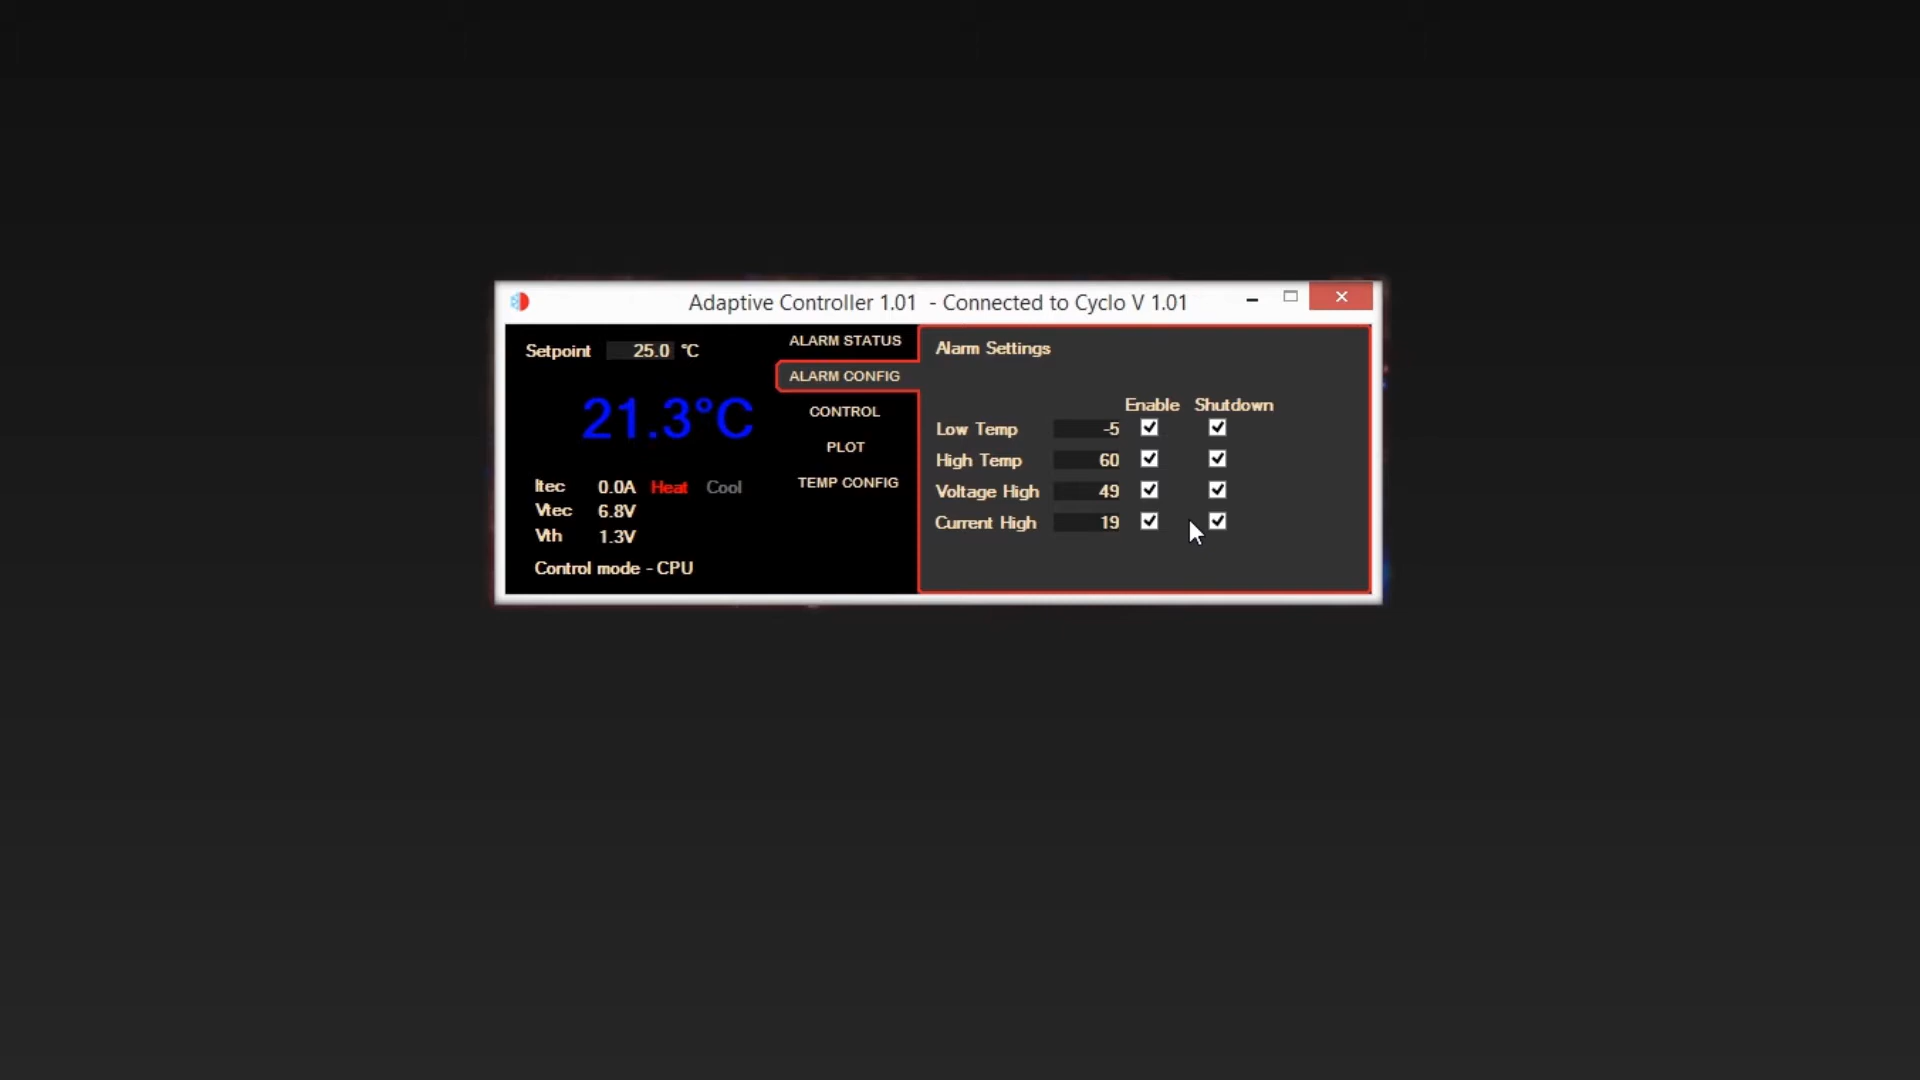 Adaptive Controller 1.01 - Connected to Cyclo V 1.01
Setpoint 25.0 °C
21.3°C
Itec 0.0A Heat Cool
Vtec 6.8V
Vth 1.3V
Control mode - CPU
ALARM STATUS
ALARM CONFIG
CONTROL
PLOT
TEMP CONFIG
Alarm Settings
Enable Shutdown
Low Temp -5
High Temp 60
Voltage High 49
Current High 19